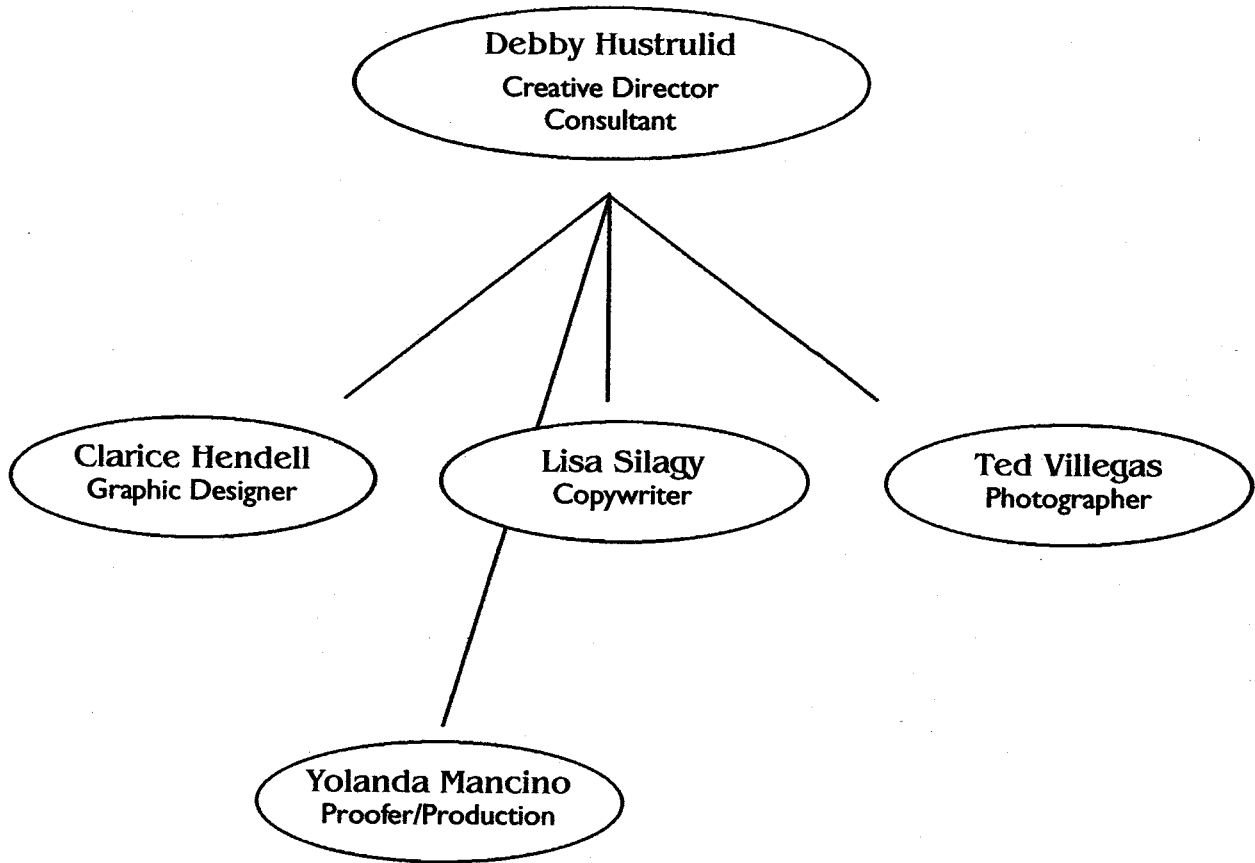 Debby Hustrulid
Creative Director
Consultant
Clarice Hendell
Graphic Designer
Lisa Silagy
Copywriter
Ted Villegas
Photographer
Yolanda Mancino
Proofer/Production